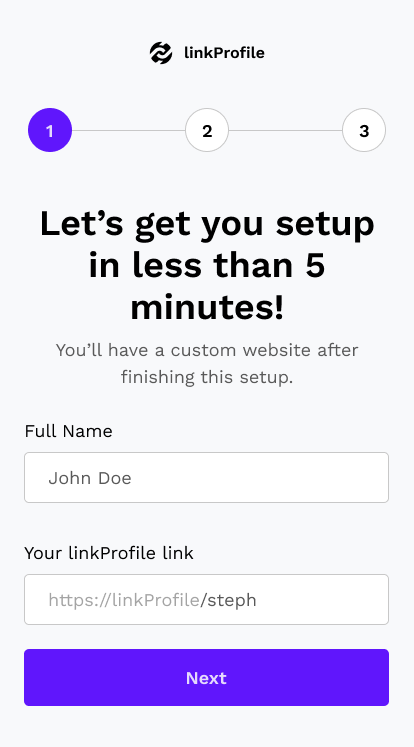 linkProfile
1 2 3
Let’s get you setup
in less than 5
minutes!
You’ll have a custom website after
finishing this setup.
Full Name
John Doe
Your linkProfile link
https://linkProfile/steph
Next